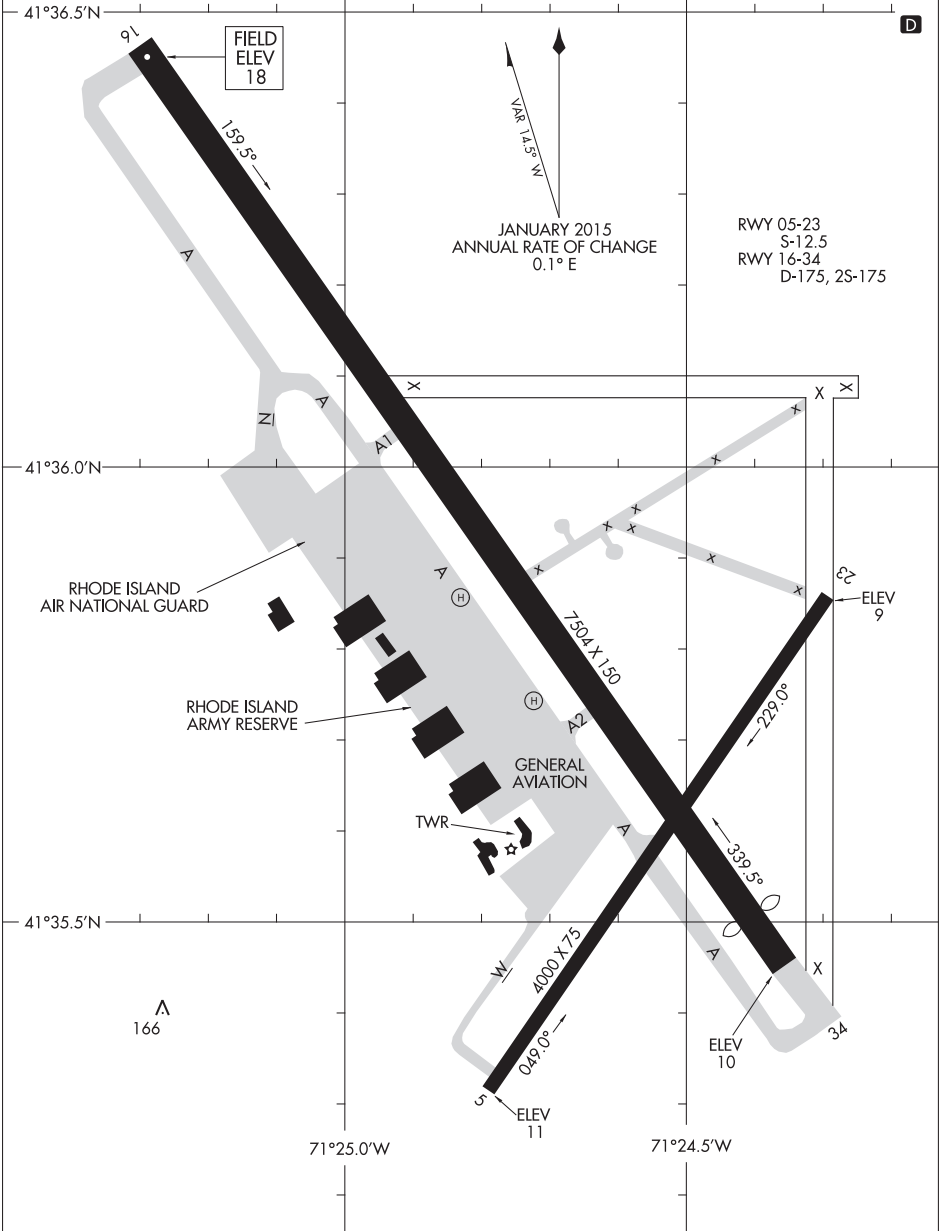 41°36.5'N
D
16
FIELD
ELEV
18
159.5°
VAR 14.5° W
JANUARY 2015
ANNUAL RATE OF CHANGE
0.1° E
RWY 05-23
S-12.5
RWY 16-34
D-175, 2S-175
A
X
X
X
N
A
A1
X
41°36.0'N
X
X
X
X
X
X
X
X
A
H
RHODE ISLAND
AIR NATIONAL GUARD
23
ELEV
9
7504 X 150
RHODE ISLAND
ARMY RESERVE
H
A2
229.0°
GENERAL
AVIATION
TWR
A
339.5°
41°35.5'N
W
4000 X 75
A
X
166
049.0°
ELEV
10
34
5
ELEV
11
71°25.0'W
71°24.5'W